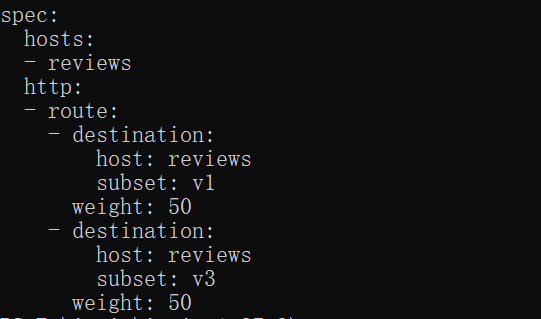 spec:
  hosts:
  - reviews
  http:
  - route:
    - destination:
        host: reviews
        subset: v1
      weight: 50
    - destination:
        host: reviews
        subset: v3
      weight: 50